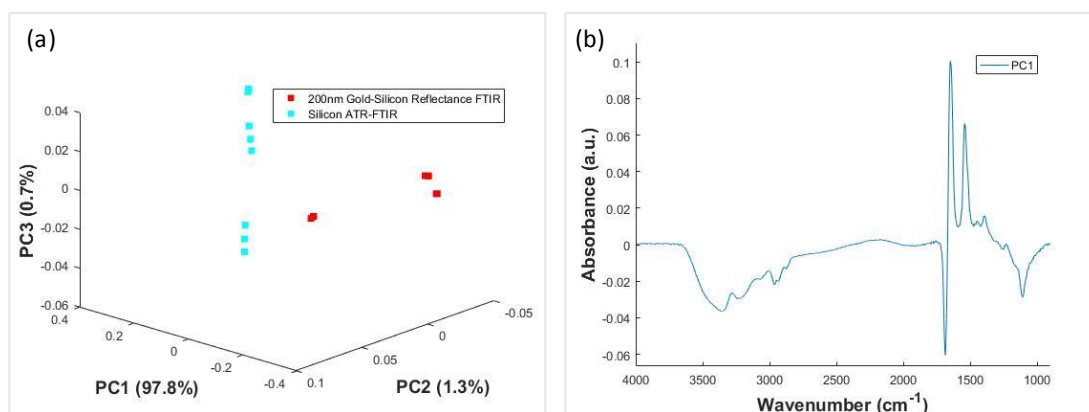 (a)
200nm Gold-Silicon Reflectance FTIR
Silicon ATR-FTIR
0.04
0.02
0
-0.02
-0.04
-0.06
PC3 (0.7%)
0.4
0.2
0
-0.2
-0.4
PC1 (97.8%)
0.1
0.05
0
-0.05
PC2 (1.3%)
(b)
PC1
0.1
0.08
0.06
0.04
0.02
0
-0.02
-0.04
-0.06
Absorbance (a.u.)
4000 3500 3000 2500 2000 1500 1000
Wavenumber (cm⁻¹)